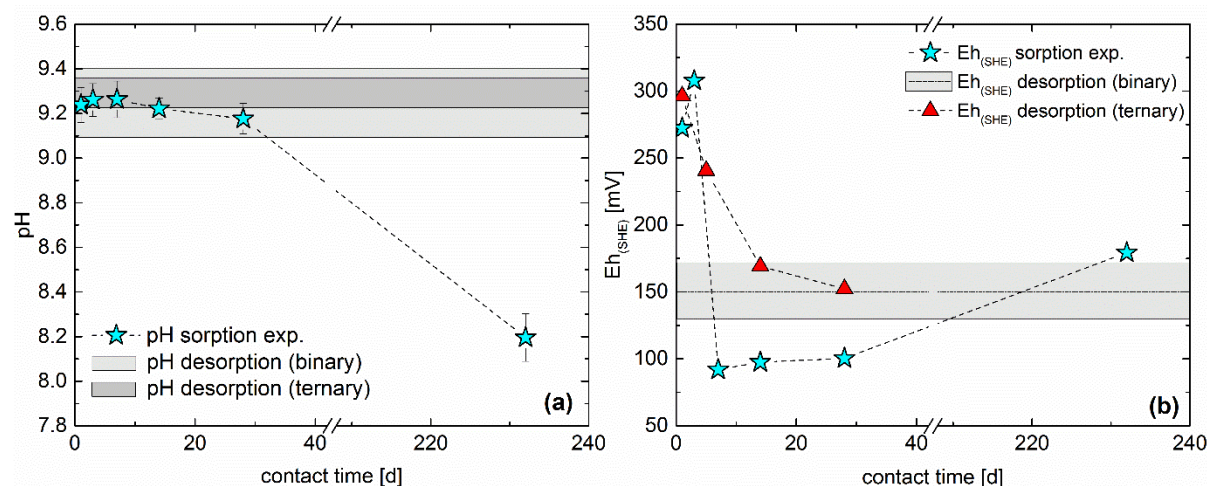 9.6
9.4
9.2
9.0
8.8
8.6
8.4
8.2
8.0
7.8
pH
0
20
40
220
240
contact time [d]
pH sorption exp.
pH desorption (binary)
pH desorption (ternary)
(a)
350
300
250
200
150
100
50
Eh(SHE) [mV]
0
20
40
220
240
contact time [d]
Eh(SHE) sorption exp.
Eh(SHE) desorption (binary)
Eh(SHE) desorption (ternary)
(b)